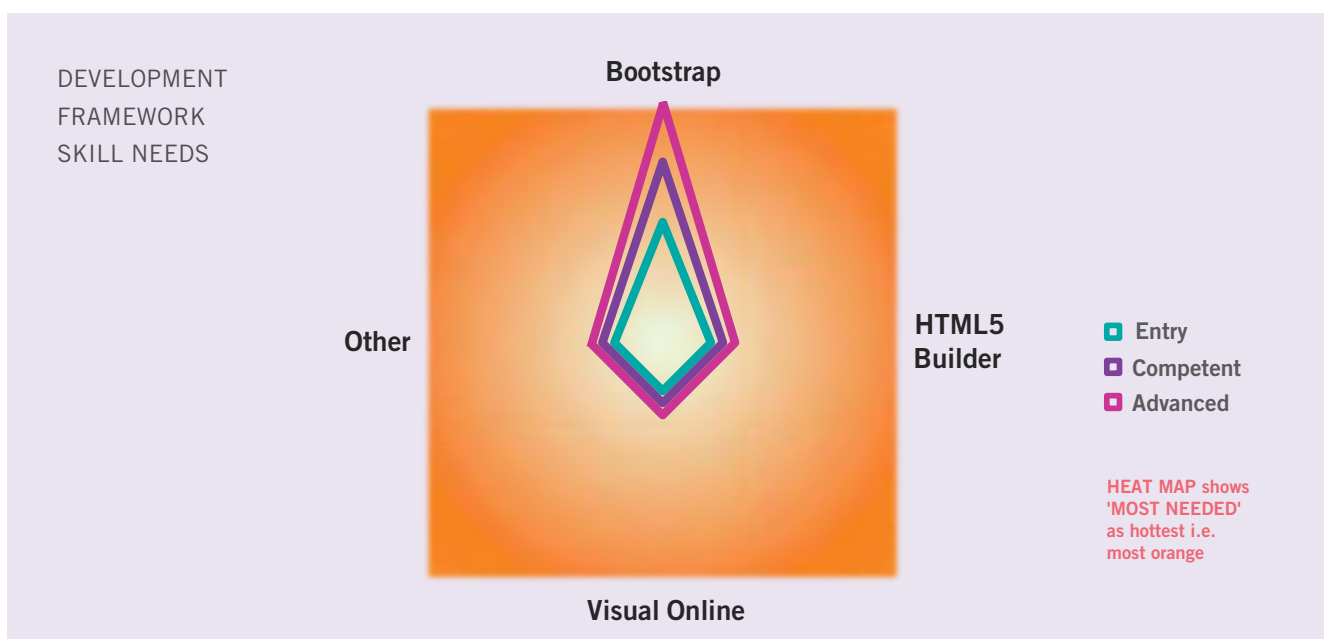 DEVELOPMENT
FRAMEWORK
SKILL NEEDS
Bootstrap
Other
HTML5
Builder
Entry
Competent
Advanced
HEAT MAP shows
'MOST NEEDED'
as hottest i.e.
most orange
Visual Online